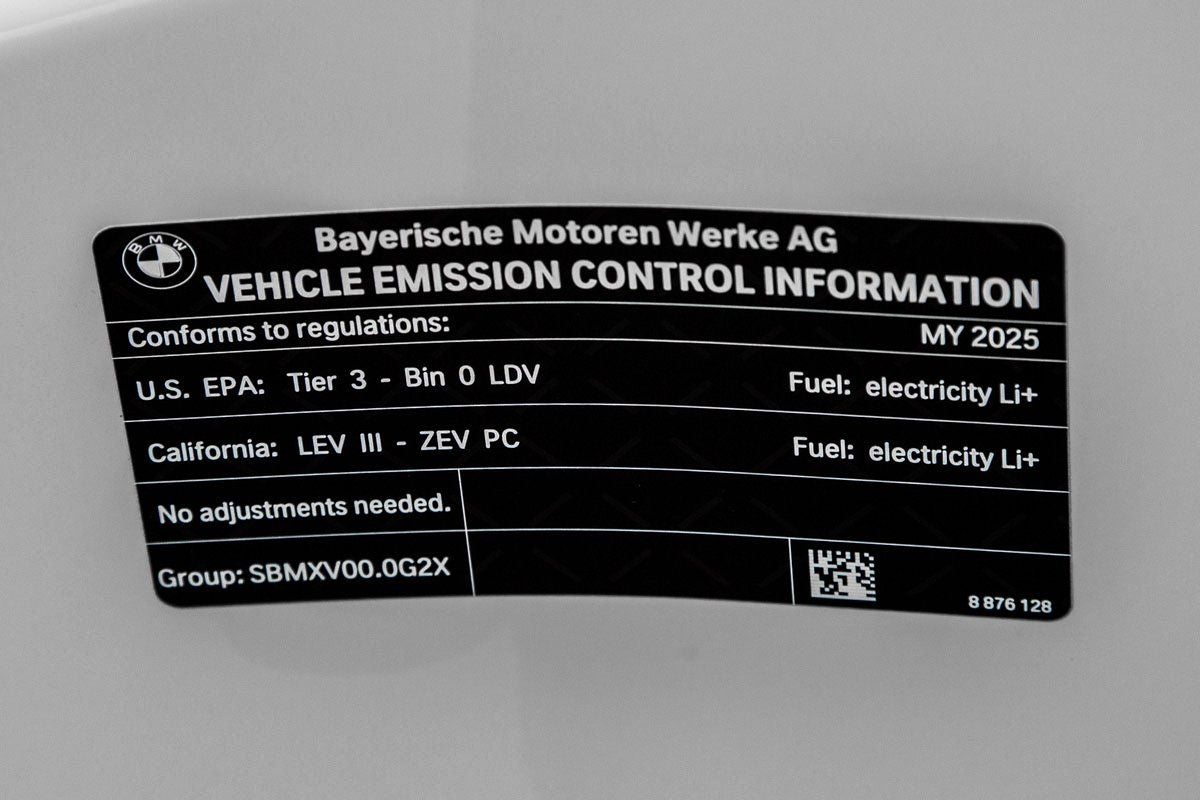 BMW
Bayerische Motoren Werke AG
VEHICLE EMISSION CONTROL INFORMATION
Conforms to regulations: MY 2025
U.S. EPA: Tier 3 - Bin 0 LDV Fuel: electricity Li+
California: LEV III - ZEV PC Fuel: electricity Li+
No adjustments needed.
Group: SBMXV00.0G2X
8 876 128